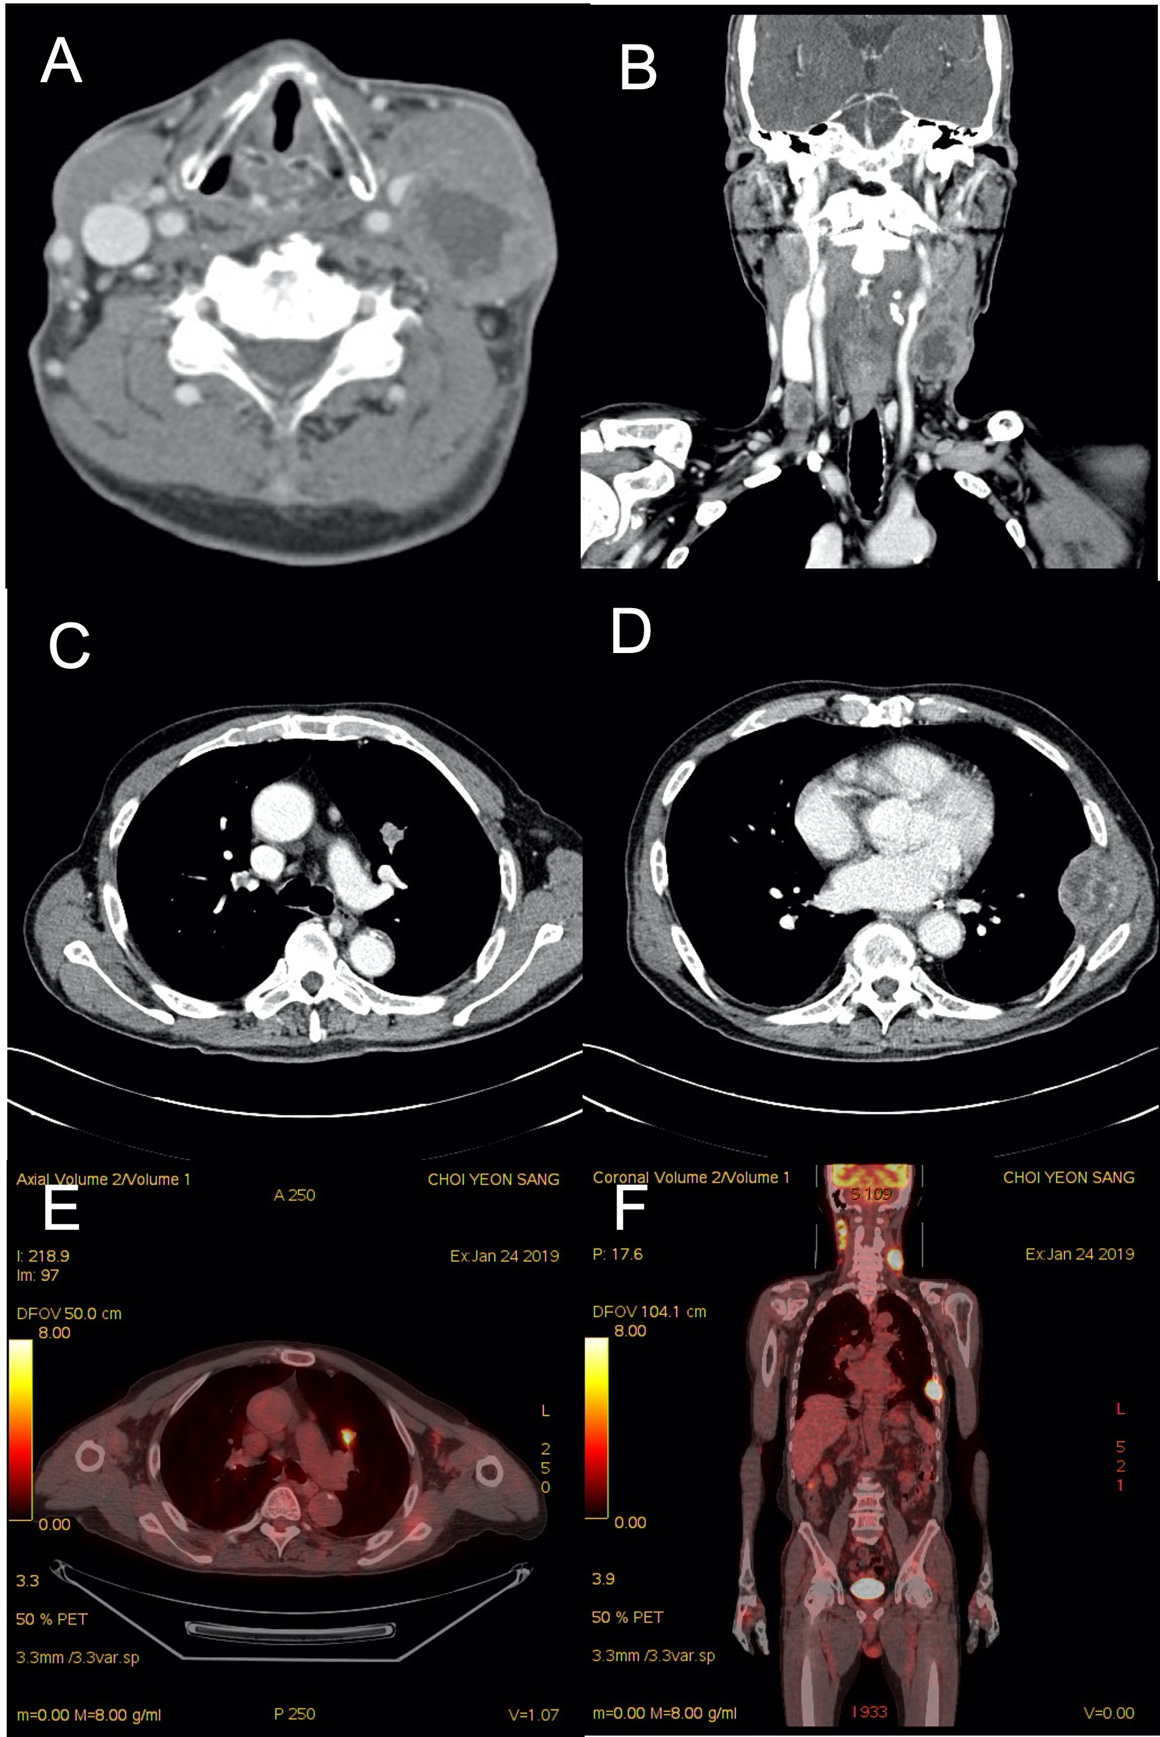 A
B
C
D
Axial Volume 2/Volume 1
CHOI YEON SANG
A 250
E
I: 218.9
Im: 97
Ex:Jan 24 2019
DFOV 50.0 cm
8.00
L
2
5
0
0.00
3.3
50 % PET
3.3mm /3.3var.sp
m=0.00 M=8.00 g/ml
P 250
V=1.07
Coronal Volume 2/Volume 1
CHOI YEON SANG
S 109
F
P: 17.6
Ex:Jan 24 2019
DFOV 104.1 cm
8.00
L
5
2
1
0.00
3.9
50 % PET
3.3mm /3.3var.sp
m=0.00 M=8.00 g/ml
I 933
V=0.00